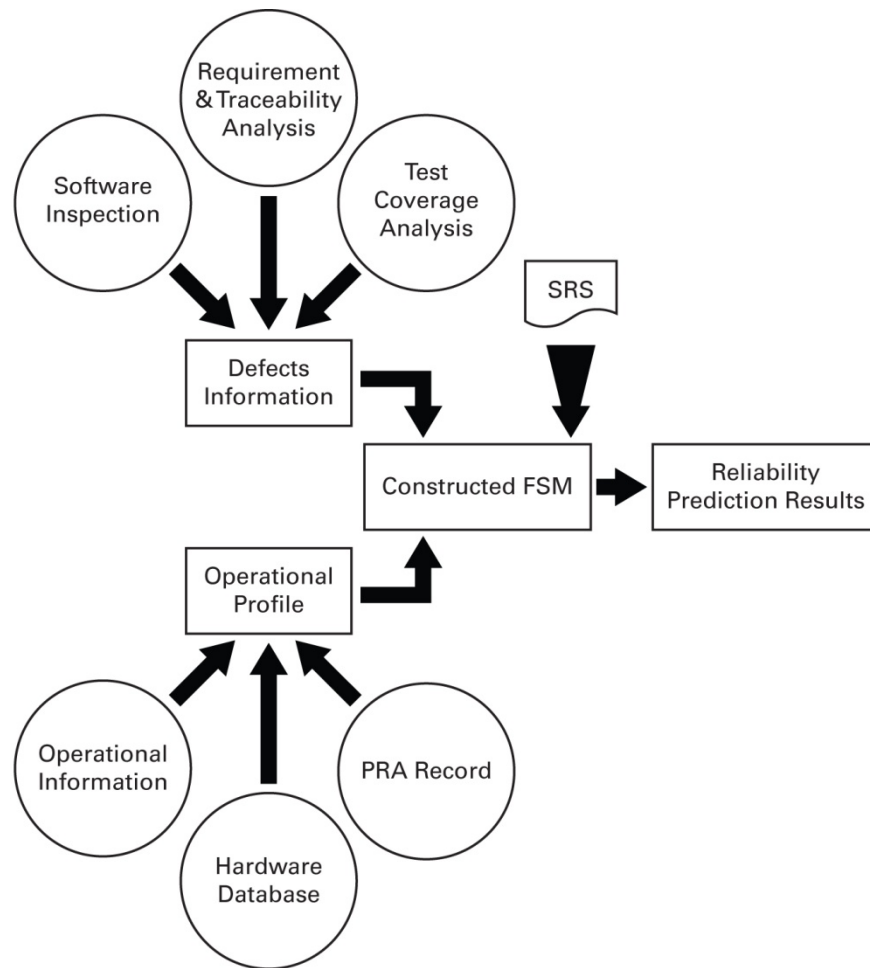 Requirement
& Traceability
Analysis
Software
Inspection
Test
Coverage
Analysis
SRS
Defects
Information
Constructed FSM
Reliability
Prediction Results
Operational
Profile
Operational
Information
PRA Record
Hardware
Database